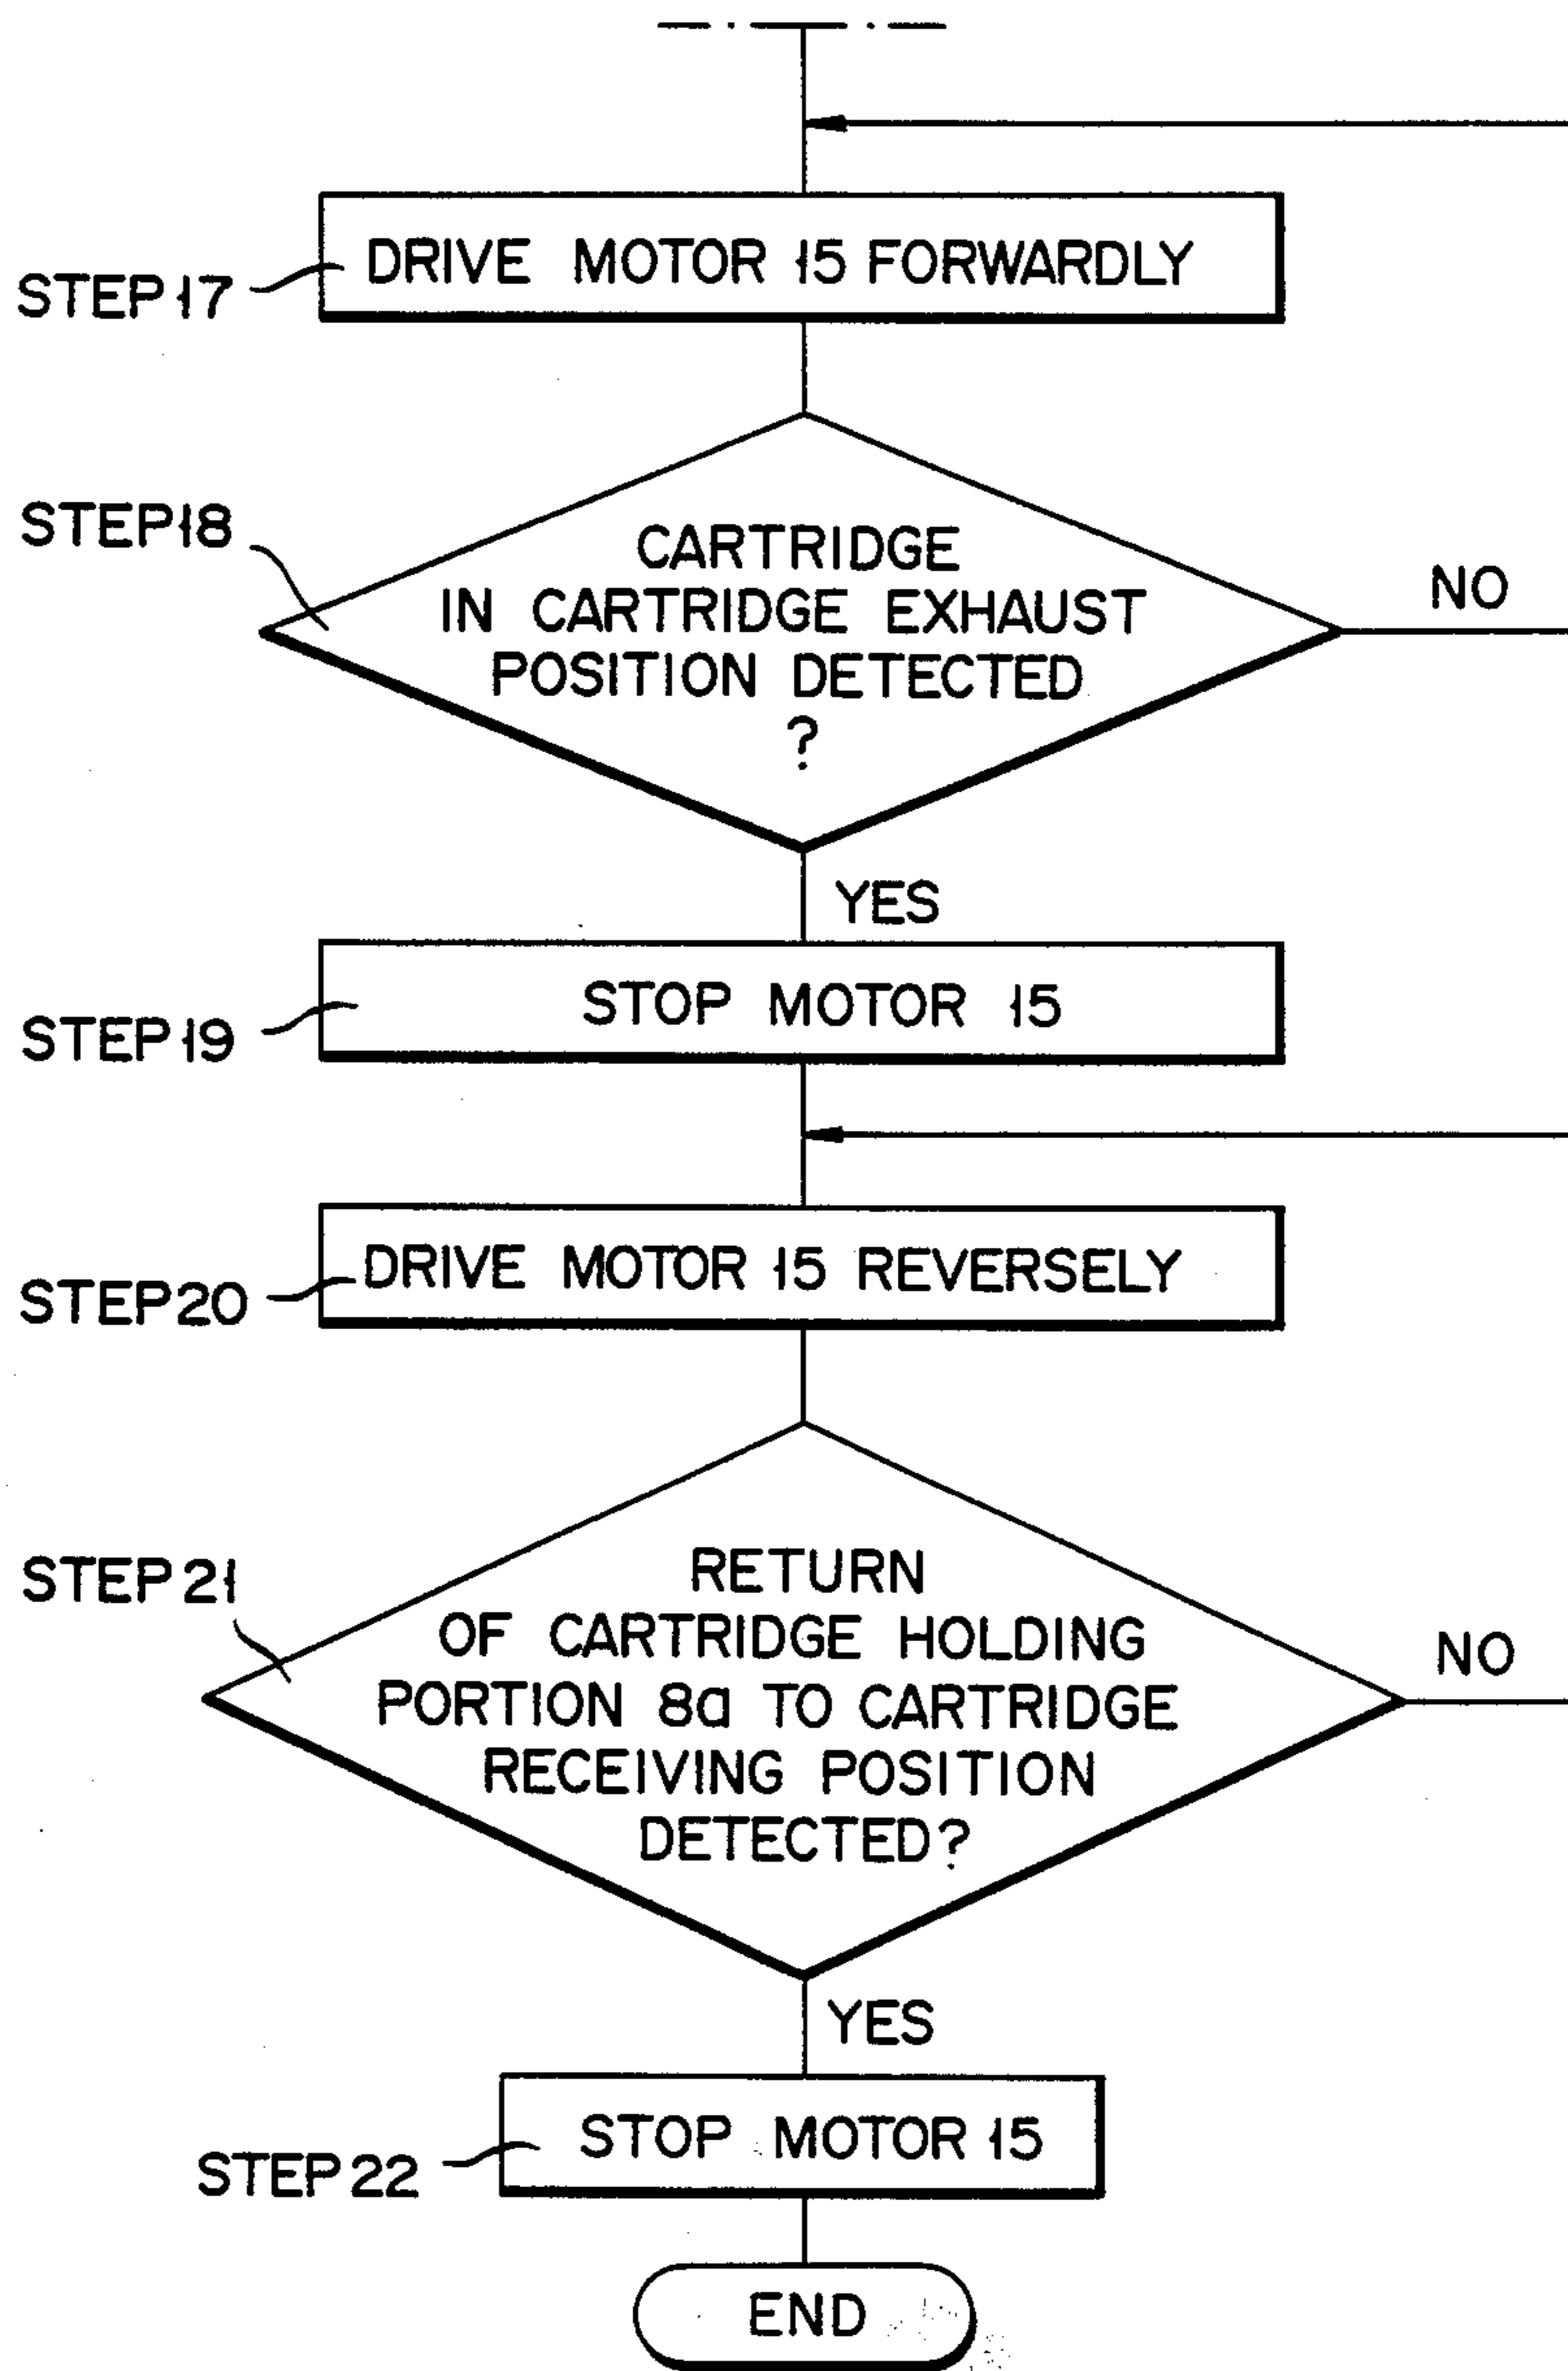 STEP 17
DRIVE MOTOR 15 FORWARDLY
STEP 18
CARTRIDGE
IN CARTRIDGE EXHAUST
POSITION DETECTED
?
NO
YES
STEP 19
STOP MOTOR 15
STEP 20
DRIVE MOTOR 15 REVERSELY
STEP 21
RETURN
OF CARTRIDGE HOLDING
PORTION 8a TO CARTRIDGE
RECEIVING POSITION
DETECTED?
NO
YES
STEP 22
STOP MOTOR 15
END